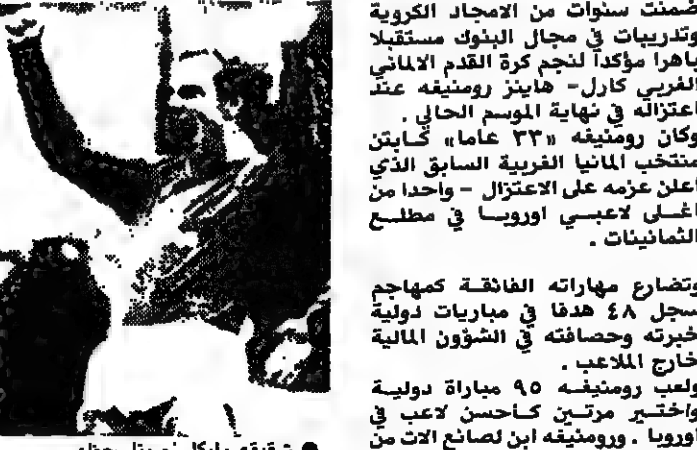 ضمنت سنوات من الامجاد الكروية
وتدريبات في مجال البنوك مستقبلا
باهرا مؤكدا لنجم كرة القدم الالماني
الغربي كارل- هاينز رومنيغه عند
اعتزاله في نهاية الموسم الحالي .
وكان رومنيغه «٣٣ عاما» كابتن
منتخب المانيا الغربية السابق الذي
اعلن عزمه على الاعتزال - واحدا من
اغلى لاعبي اوروبا في مطلع
الثمانينات .
وتضارع مهاراته الفائقة كمهاجم
سجل ٤٨ هدفا في مباريات دولية
خبرته وحصافته في الشؤون المالية
خارج الملاعب .
ولعب رومنيغه ٩٥ مباراة دولية
واختير مرتين كأحسن لاعب في
اوروبا . ورومنيغه ابن لصانع الات من
● شقيقه مايكل